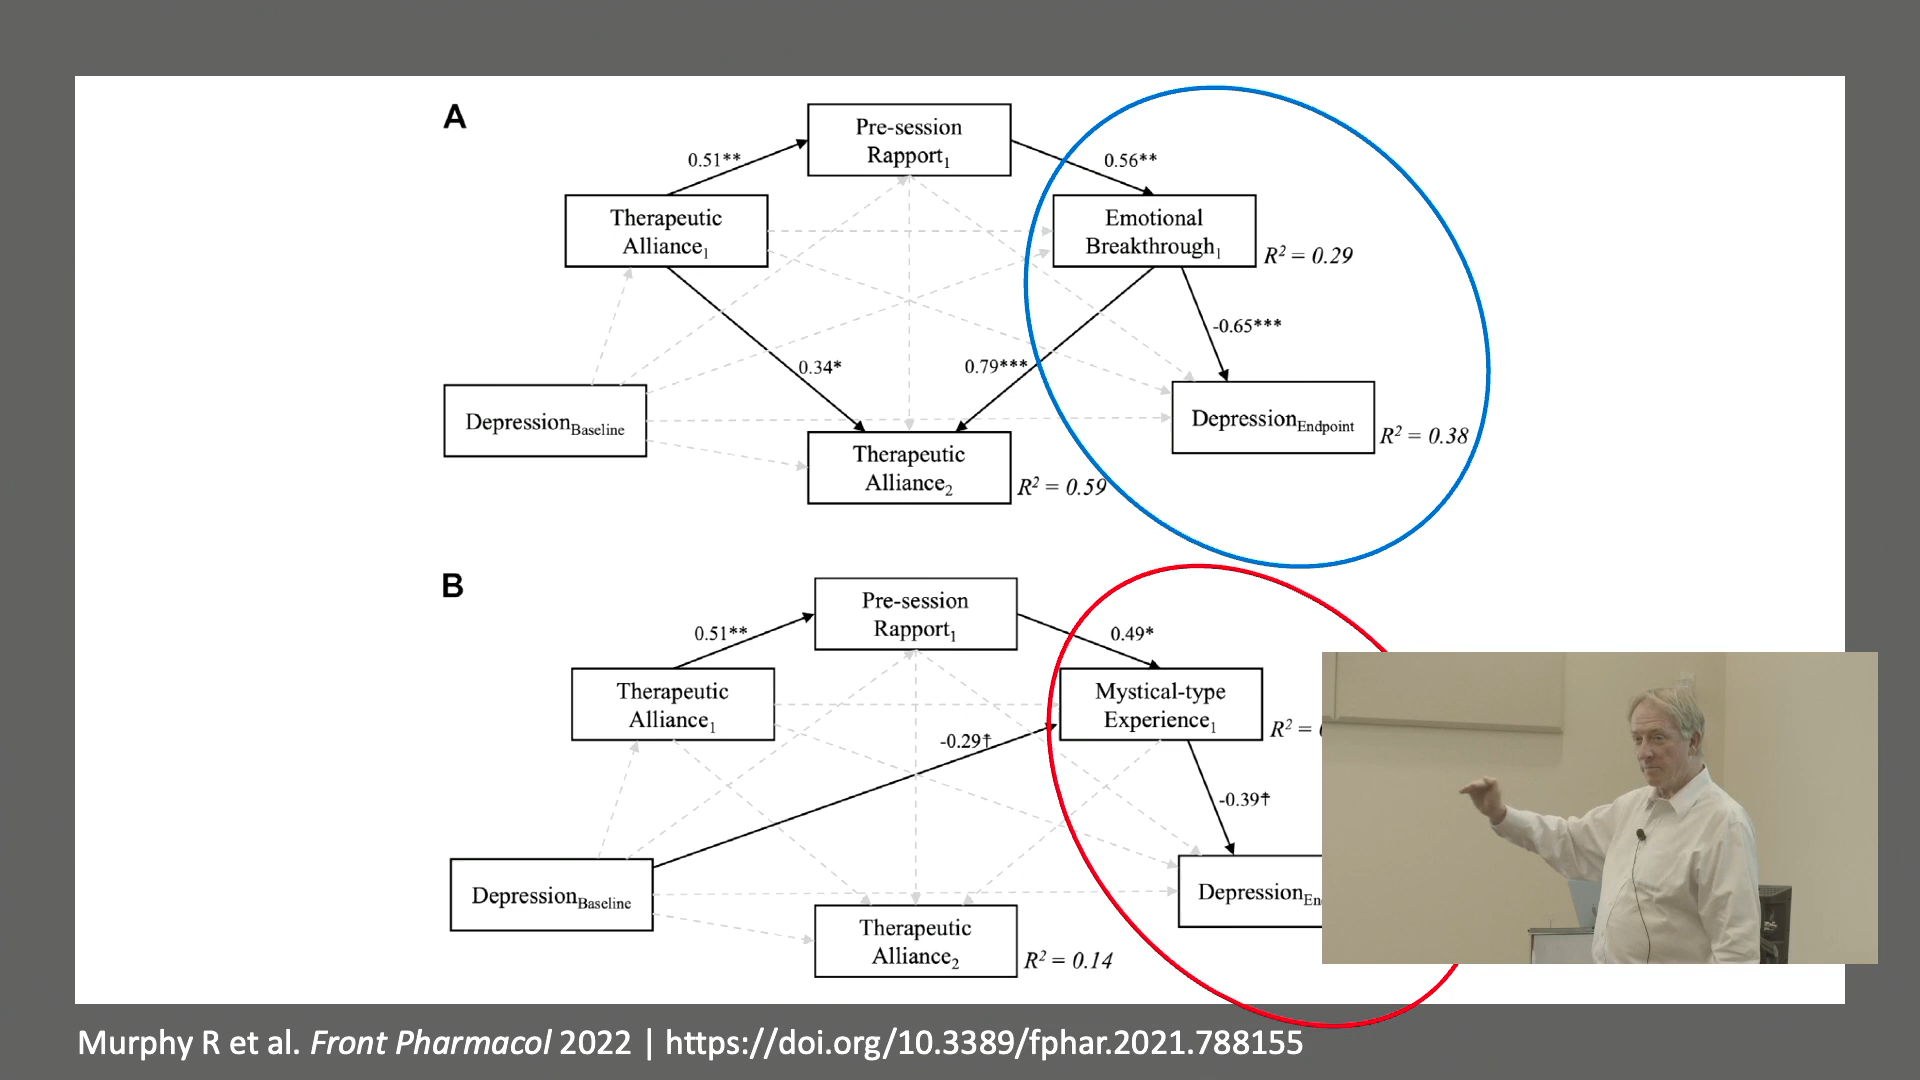 A
Pre-session
Rapport1
0.51**
0.56**
Therapeutic
Alliance1
Emotional
Breakthrough1
R² = 0.29
-0.65***
0.34*
0.79***
DepressionBaseline
DepressionEndpoint
R² = 0.38
Therapeutic
Alliance2
R² = 0.59
B
Pre-session
Rapport1
0.51**
0.49*
Therapeutic
Alliance1
Mystical-type
Experience1
R² =
-0.29†
-0.39†
DepressionBaseline
DepressionEn
Therapeutic
Alliance2
R² = 0.14
Murphy R et al. Front Pharmacol 2022 | https://doi.org/10.3389/fphar.2021.788155